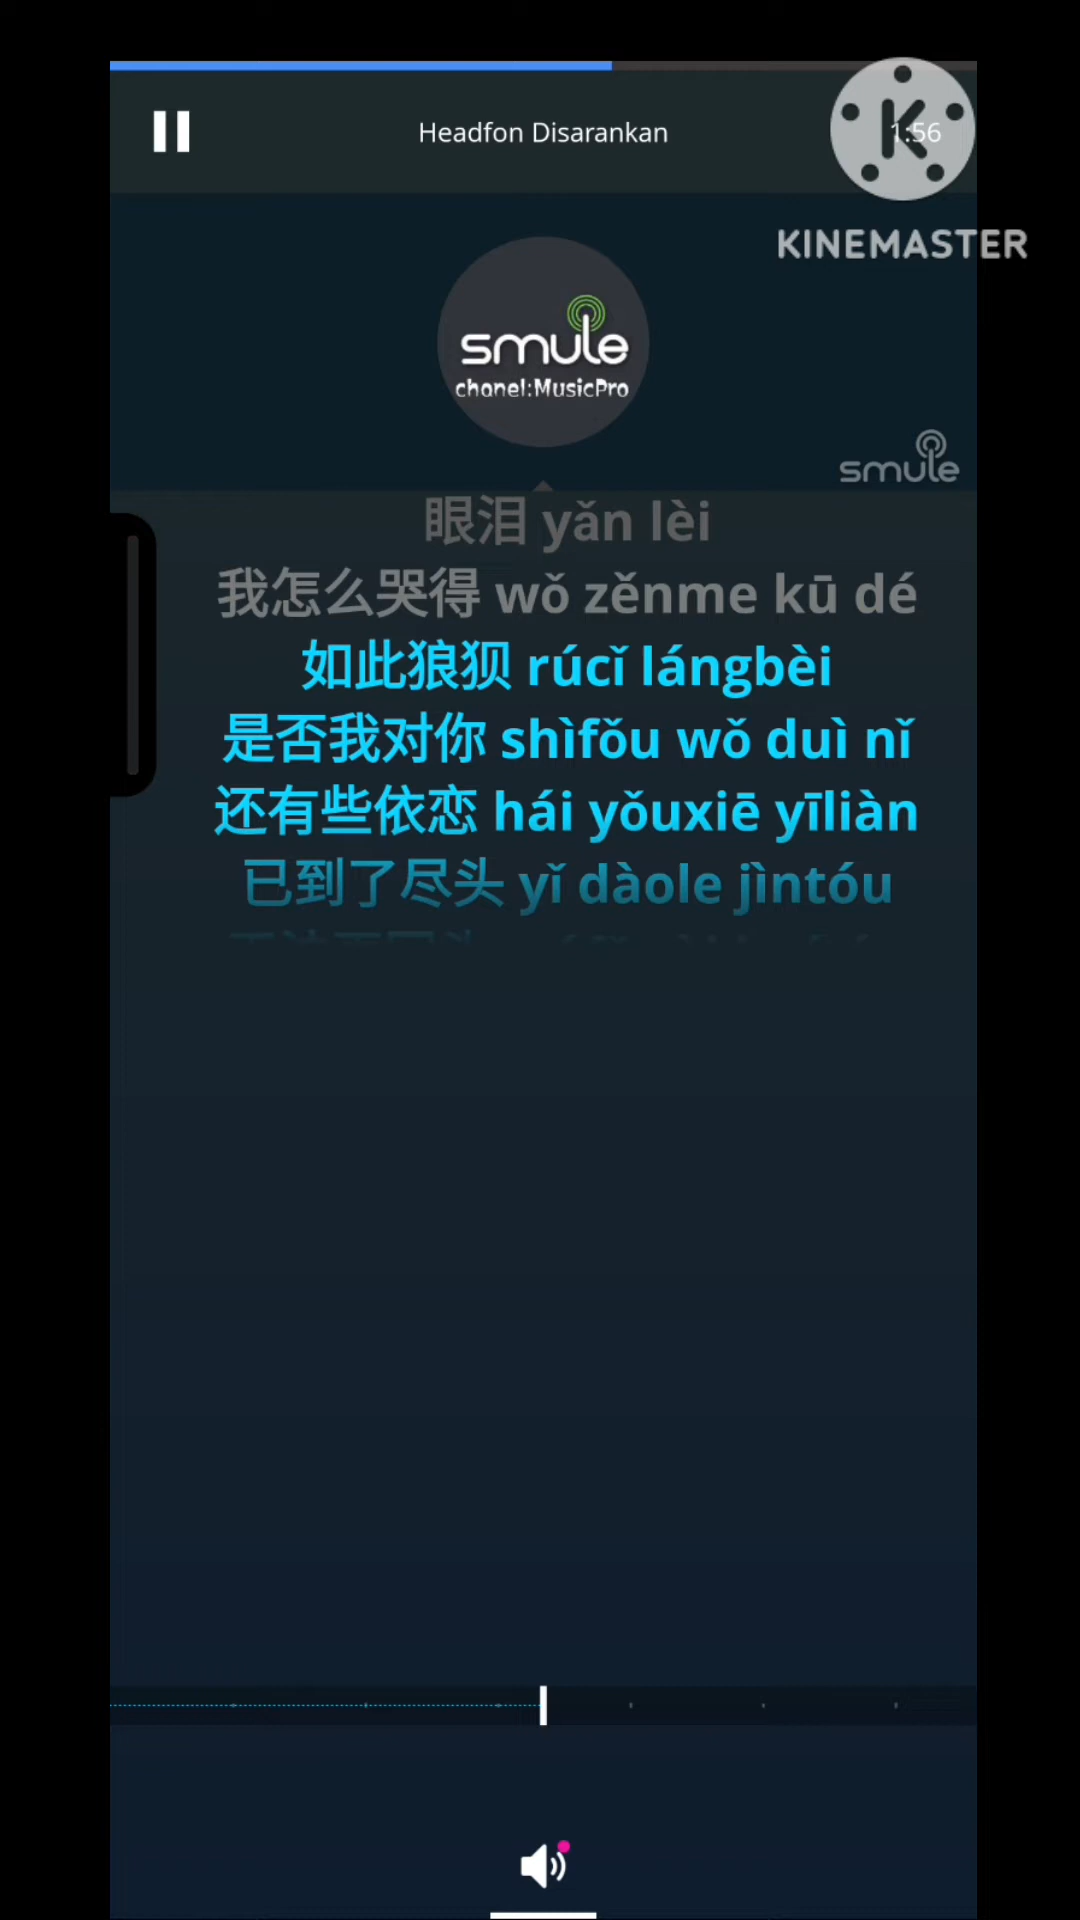 Headfon Disarankan
1:56
K
KINEMASTER
smule
chanel:MusicPro
smule
眼泪 yǎn lèi
我怎么哭得 wǒ zěnme kū dé
如此狼狈 rúcǐ lángbèi
是否我对你 shìfǒu wǒ duì nǐ
还有些依恋 hái yǒuxiē yīliàn
已到了尽头 yǐ dàole jìntóu